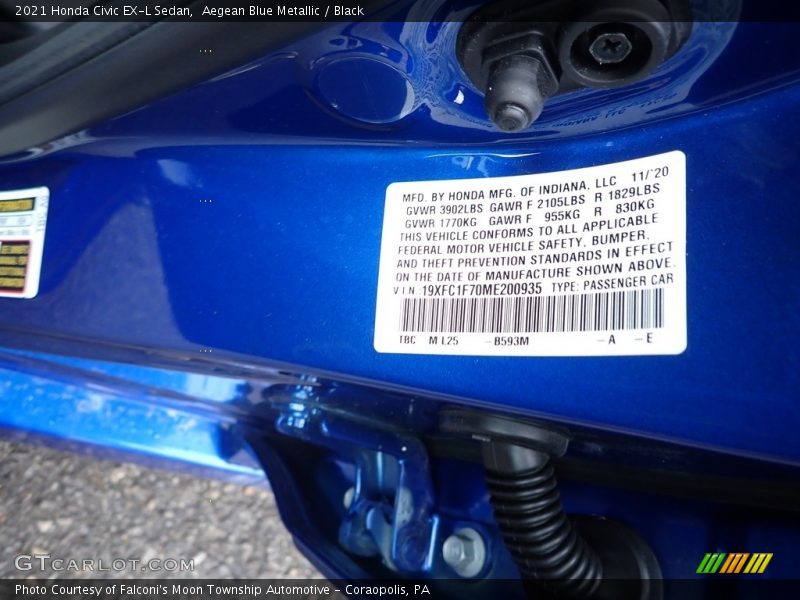 2021 Honda Civic EX-L Sedan,  Aegean Blue Metallic / Black
MFD. BY HONDA MFG. OF INDIANA, LLC 11/'20
GVWR 3902LBS GAWR F 2105LBS R 1829LBS
GVWR 1770KG GAWR F 955KG R 830KG
THIS VEHICLE CONFORMS TO ALL APPLICABLE
FEDERAL MOTOR VEHICLE SAFETY, BUMPER,
AND THEFT PREVENTION STANDARDS IN EFFECT
ON THE DATE OF MANUFACTURE SHOWN ABOVE.
V.I.N. 19XFC1F70ME200935 TYPE: PASSENGER CAR
TBC M L25 -B593M -A -E
GTCarlot.com
Photo Courtesy of Falconi's Moon Township Automotive - Coraopolis, PA